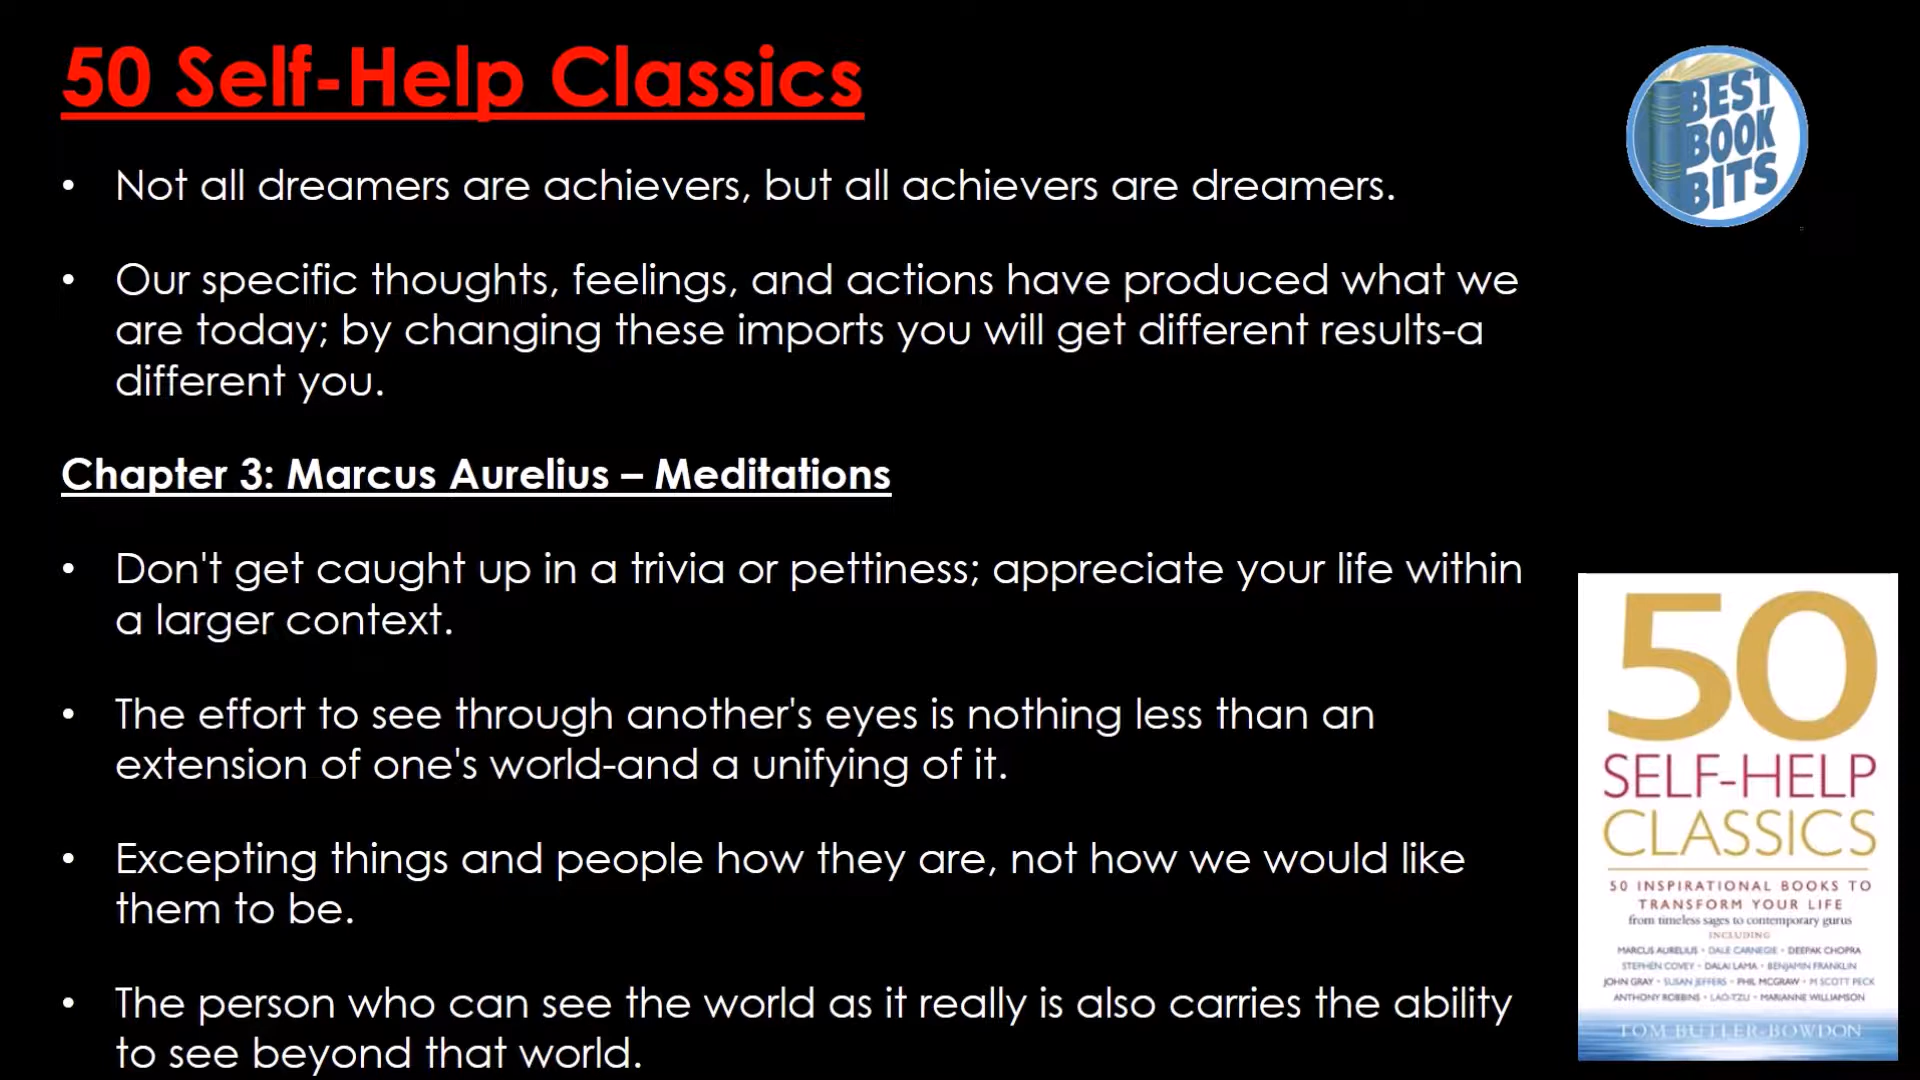 50 Self-Help Classics
BEST
BOOK
BITS
• Not all dreamers are achievers, but all achievers are dreamers.
• Our specific thoughts, feelings, and actions have produced what we
are today; by changing these imports you will get different results-a
different you.
Chapter 3: Marcus Aurelius – Meditations
• Don't get caught up in a trivia or pettiness; appreciate your life within
a larger context.
• The effort to see through another's eyes is nothing less than an
extension of one's world-and a unifying of it.
• Excepting things and people how they are, not how we would like
them to be.
• The person who can see the world as it really is also carries the ability
to see beyond that world.
50
SELF-HELP
CLASSICS
50 INSPIRATIONAL BOOKS TO
TRANSFORM YOUR LIFE
from timeless sages to contemporary gurus
INCLUDING
MARCUS AURELIUS • DALE CARNEGIE • DEEPAK CHOPRA
STEPHEN COVEY • DALAI LAMA • BENJAMIN FRANKLIN
JOHN GRAY • SUSAN JEFFERS • PHIL MCGRAW • M SCOTT PECK
ANTHONY ROBBINS • LAO-TZU • MARIANNE WILLIAMSON
TOM BUTLER-BOWDON